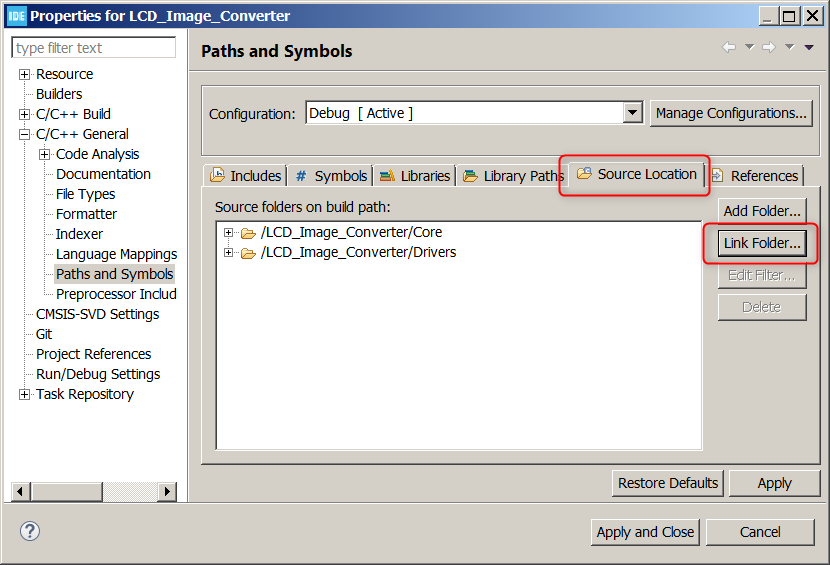 IDE Properties for LCD_Image_Converter
type filter text
Resource
Builders
C/C++ Build
C/C++ General
Code Analysis
Documentation
File Types
Formatter
Indexer
Language Mappings
Paths and Symbols
Preprocessor Includ
CMSIS-SVD Settings
Git
Project References
Run/Debug Settings
Task Repository
Paths and Symbols
Configuration: Debug [ Active ] Manage Configurations...
Includes # Symbols Libraries Library Paths Source Location References
Source folders on build path:
/LCD_Image_Converter/Core
/LCD_Image_Converter/Drivers
Add Folder...
Link Folder...
Edit Filter...
Delete
Restore Defaults Apply
? Apply and Close Cancel